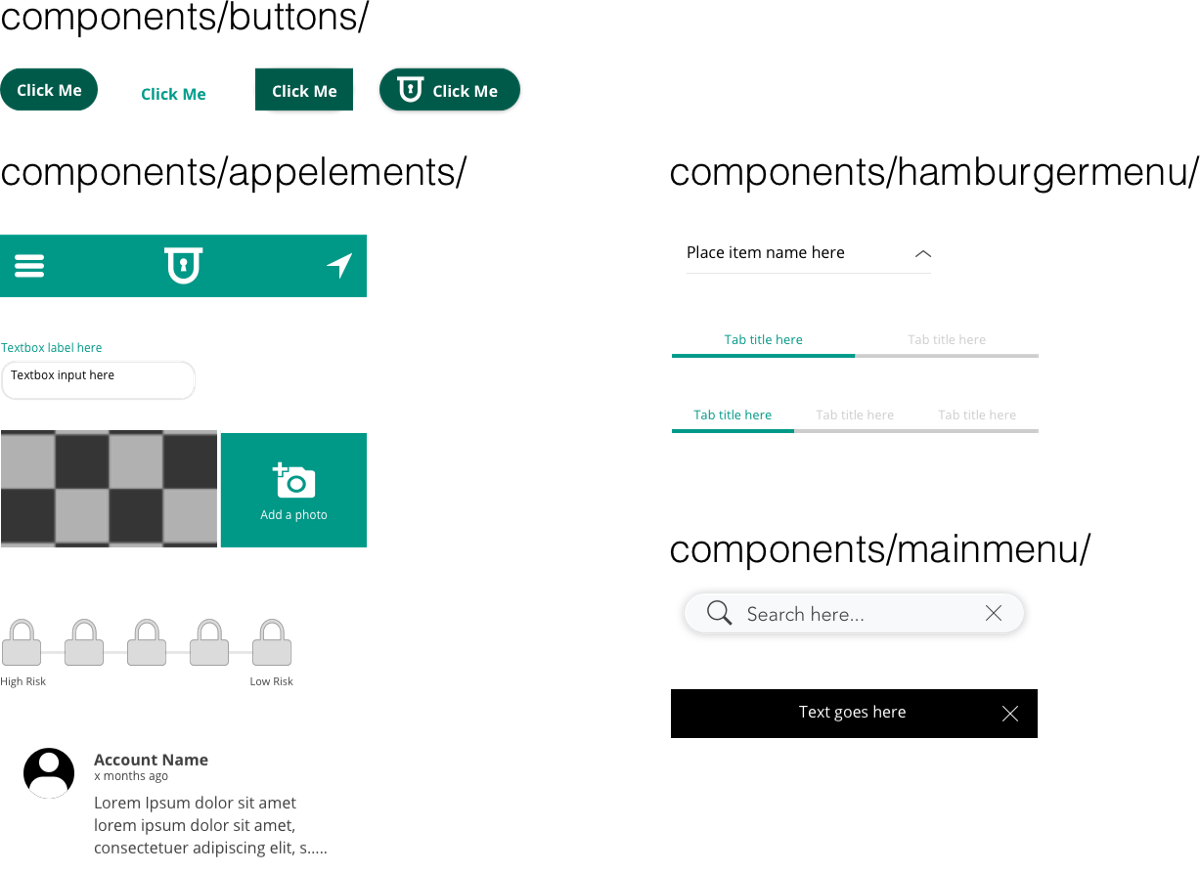 components/buttons/
Click Me
Click Me
Click Me
Click Me
components/appelements/
Textbox label here
Textbox input here
Add a photo
High Risk
Low Risk
Account Name
x months ago
Lorem Ipsum dolor sit amet
lorem ipsum dolor sit amet,
consectetuer adipiscing elit, s.....
components/hamburgermenu/
Place item name here
Tab title here
Tab title here
Tab title here
Tab title here
Tab title here
components/mainmenu/
Search here...
Text goes here